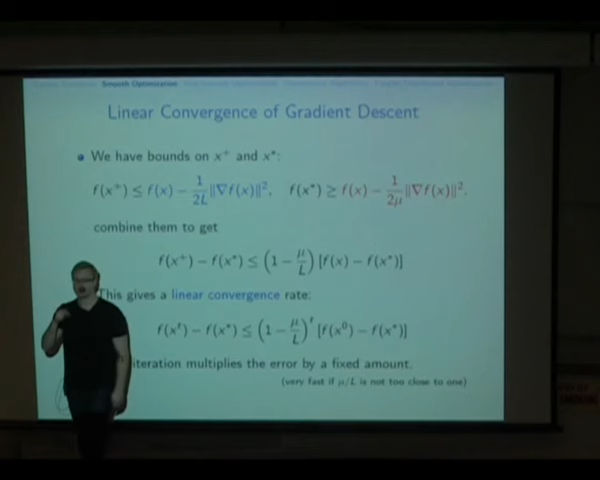 Smooth Optimization
Linear Convergence of Gradient Descent
We have bounds on x⁺ and x*:
f(x⁺) ≤ f(x) − 1/2L ‖∇f(x)‖², f(x*) ≥ f(x) − 1/2μ ‖∇f(x)‖².
combine them to get
f(x⁺) − f(x*) ≤ (1 − μ/L) [f(x) − f(x*)]
This gives a linear convergence rate:
f(xᵗ) − f(x*) ≤ (1 − μ/L)ᵗ [f(x⁰) − f(x*)]
iteration multiplies the error by a fixed amount.
(very fast if μ/L is not too close to one)